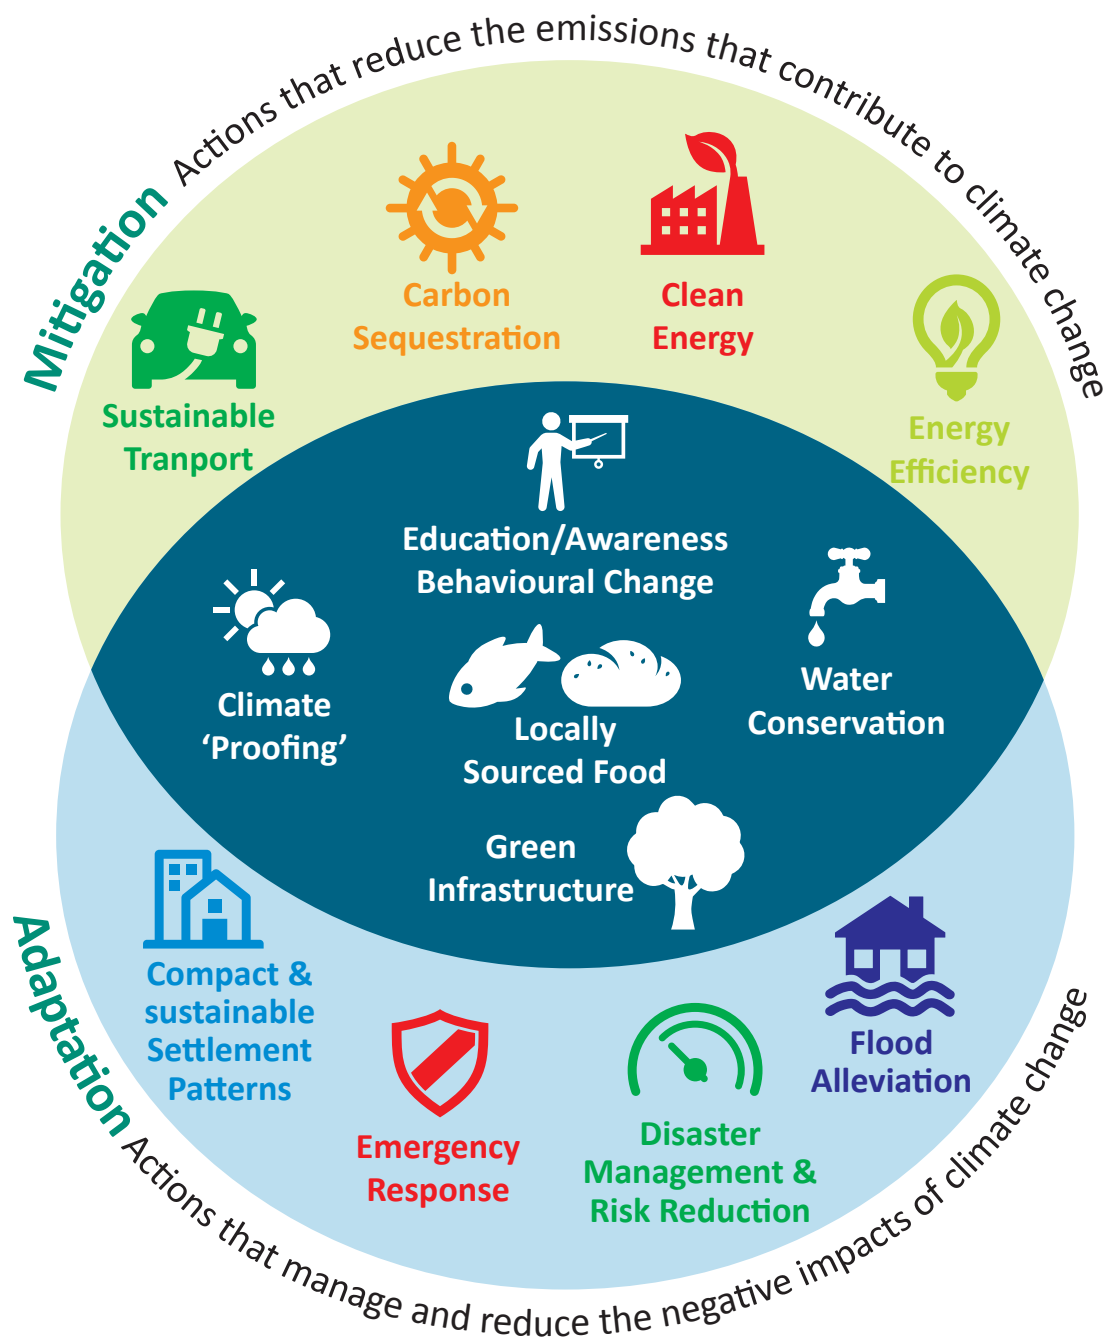 Mitigation Actions that reduce the emissions that contribute to climate change
Carbon
Sequestration
Clean
Energy
Sustainable
Tranport
Energy
Efficiency
Education/Awareness
Behavioural Change
Climate
‘Proofing’
Locally
Sourced Food
Water
Conservation
Green
Infrastructure
Compact &
sustainable
Settlement
Patterns
Emergency
Response
Disaster
Management &
Risk Reduction
Flood
Alleviation
Adaptation Actions that manage and reduce the negative impacts of climate change